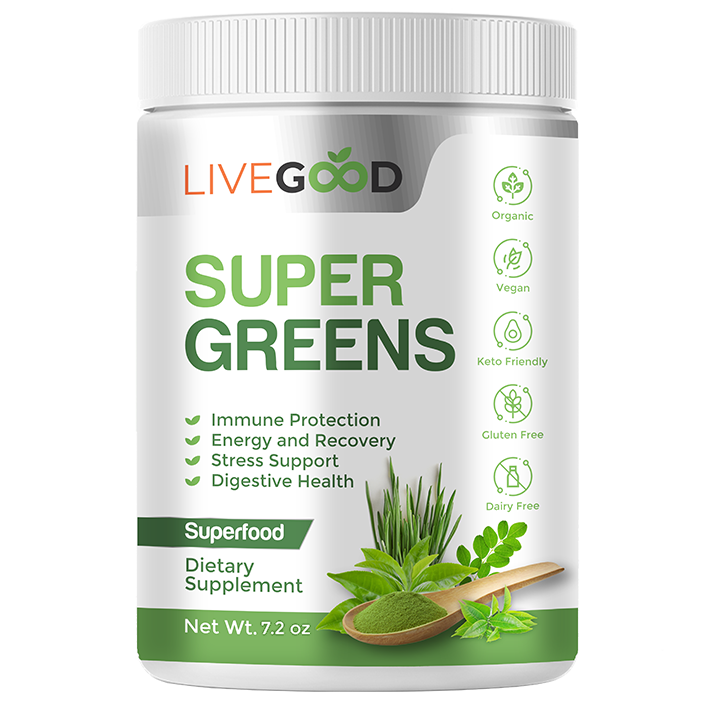 LIVEGOOD
SUPER
GREENS
Immune Protection
Energy and Recovery
Stress Support
Digestive Health
Superfood
Dietary
Supplement
Net Wt. 7.2 oz
Organic
Vegan
Keto Friendly
Gluten Free
Dairy Free